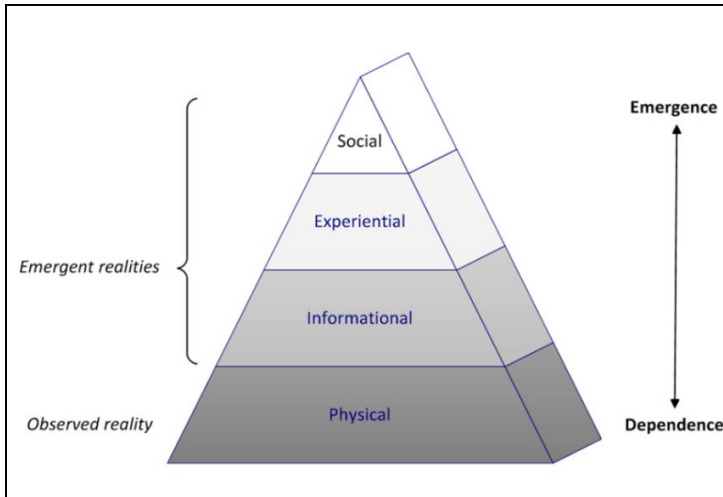 Emergence
Social
Experiential
Emergent realities
Informational
Physical
Observed reality
Dependence